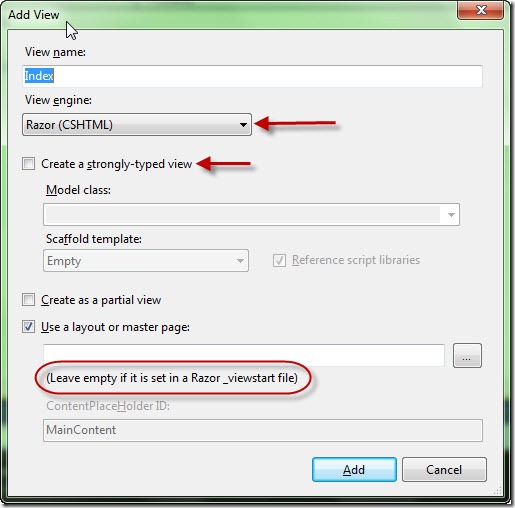 Add View
View name:
Index
View engine:
Razor (CSHTML)
Create a strongly-typed view
Model class:
Scaffold template:
Empty
Reference script libraries
Create as a partial view
Use a layout or master page:
...
(Leave empty if it is set in a Razor _viewstart file)
ContentPlaceHolder ID:
MainContent
Add
Cancel